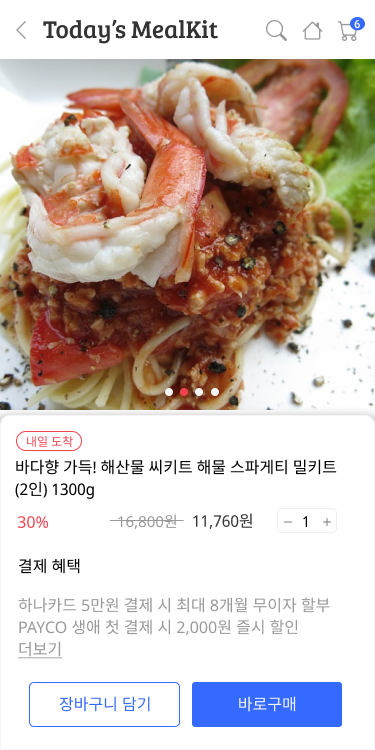 Today's MealKit
6
내일 도착
바다향 가득! 해산물 씨키트 해물 스파게티 밀키트
(2인) 1300g
30% 16,800원 11,760원 − 1 +
결제 혜택
하나카드 5만원 결제 시 최대 8개월 무이자 할부
PAYCO 생애 첫 결제 시 2,000원 즉시 할인
더보기
장바구니 담기 바로구매